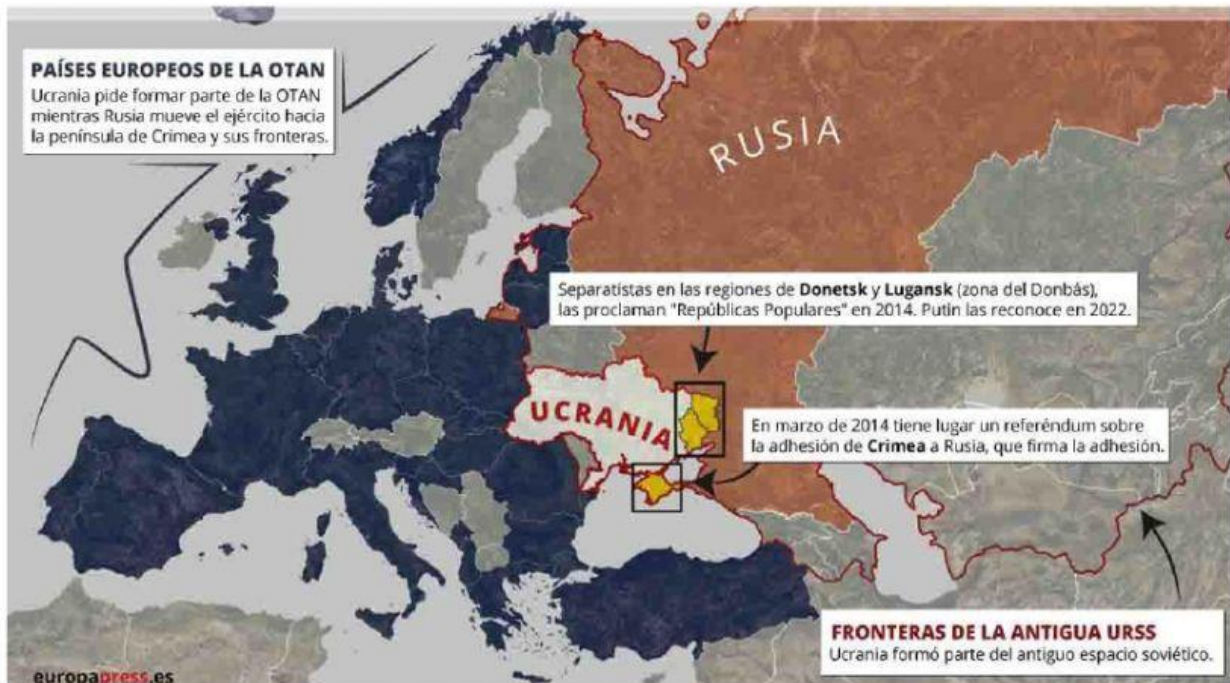 PAÍSES EUROPEOS DE LA OTAN
Ucrania pide formar parte de la OTAN
mientras Rusia mueve el ejército hacia
la península de Crimea y sus fronteras.
RUSIA
Separatistas en las regiones de Donetsk y Lugansk (zona del Donbás),
las proclaman "Repúblicas Populares" en 2014. Putin las reconoce en 2022.
UCRANIA
En marzo de 2014 tiene lugar un referéndum sobre
la adhesión de Crimea a Rusia, que firma la adhesión.
FRONTERAS DE LA ANTIGUA URSS
Ucrania formó parte del antiguo espacio soviético.
europapress.es